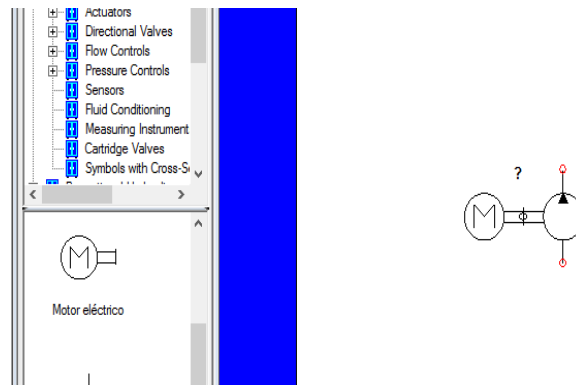 Actuators
Directional Valves
Flow Controls
Pressure Controls
Sensors
Fluid Conditioning
Measuring Instrument
Cartridge Valves
Symbols with Cross-Se
M
Motor eléctrico
?
M